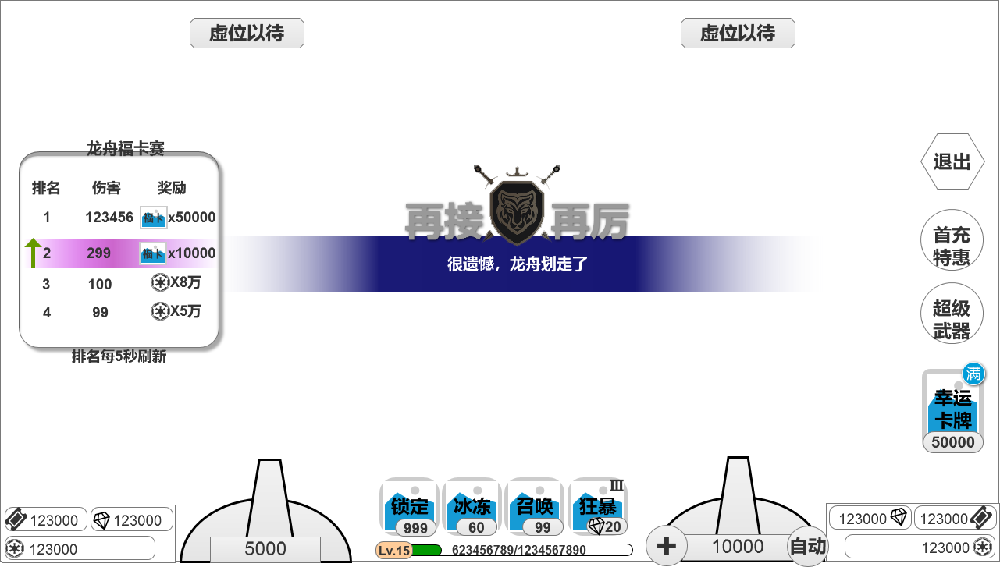 虚位以待
虚位以待
龙舟福卡赛
排名 伤害 奖励
1 123456 福卡 x50000
2 299 福卡 x10000
3 100 X8万
4 99 X5万
排名每5秒刷新
再接 再厉
很遗憾，龙舟划走了
退出
首充
特惠
超级
武器
满
幸运
卡牌
50000
123000 123000
123000
5000
锁定
999
冰冻
60
召唤
99
III
狂暴
20
Lv.15 623456789/1234567890
10000
自动
123000 123000
123000